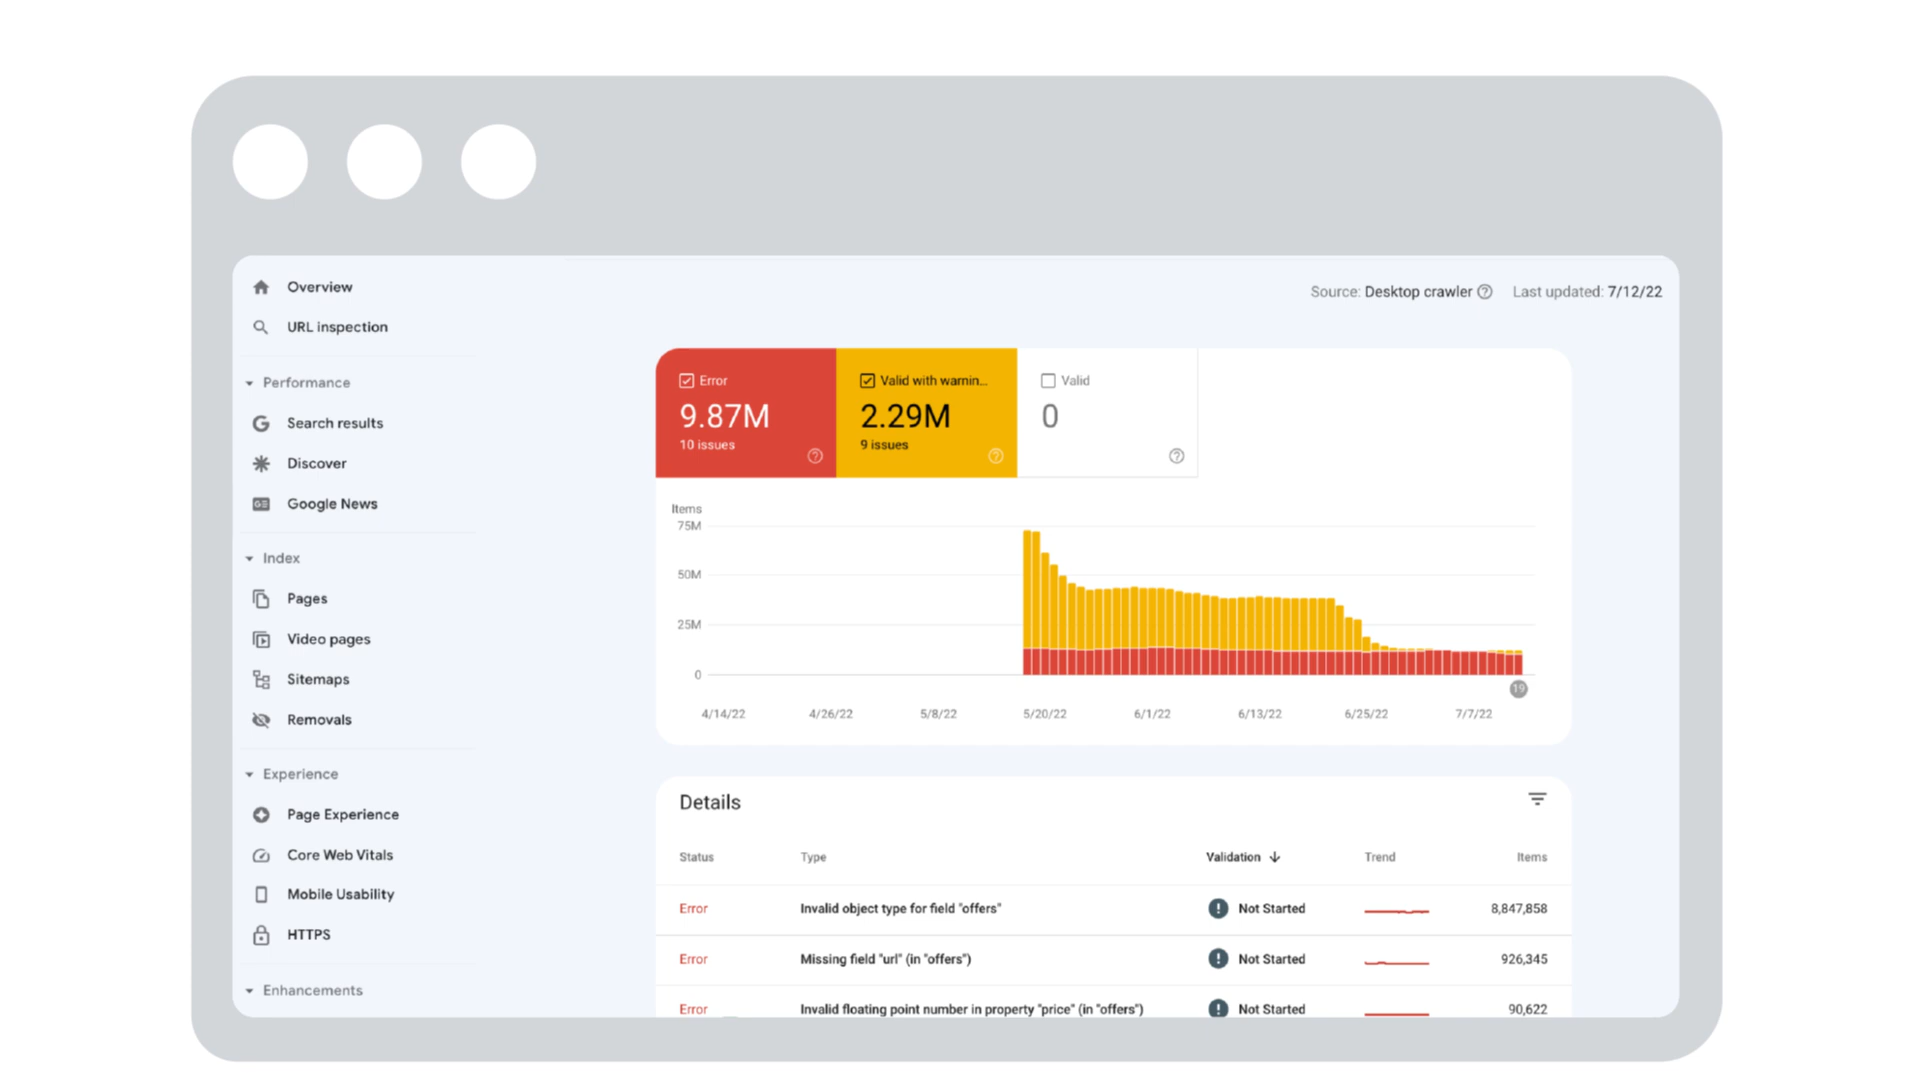 Overview
URL inspection
Performance
Search results
Discover
Google News
Index
Pages
Video pages
Sitemaps
Removals
Experience
Page Experience
Core Web Vitals
Mobile Usability
HTTPS
Enhancements
Source: Desktop crawler Last updated: 7/12/22
Error
9.87M
10 issues
Valid with warnin...
2.29M
9 issues
Valid
0
Items
75M
50M
25M
0
19
4/14/22 4/26/22 5/8/22 5/20/22 6/1/22 6/13/22 6/25/22 7/7/22
Details
Status Type Validation Trend Items
Error Invalid object type for field "offers" Not Started 8,847,858
Error Missing field "url" (in "offers") Not Started 926,345
Error Invalid floating point number in property "price" (in "offers") Not Started 90,622